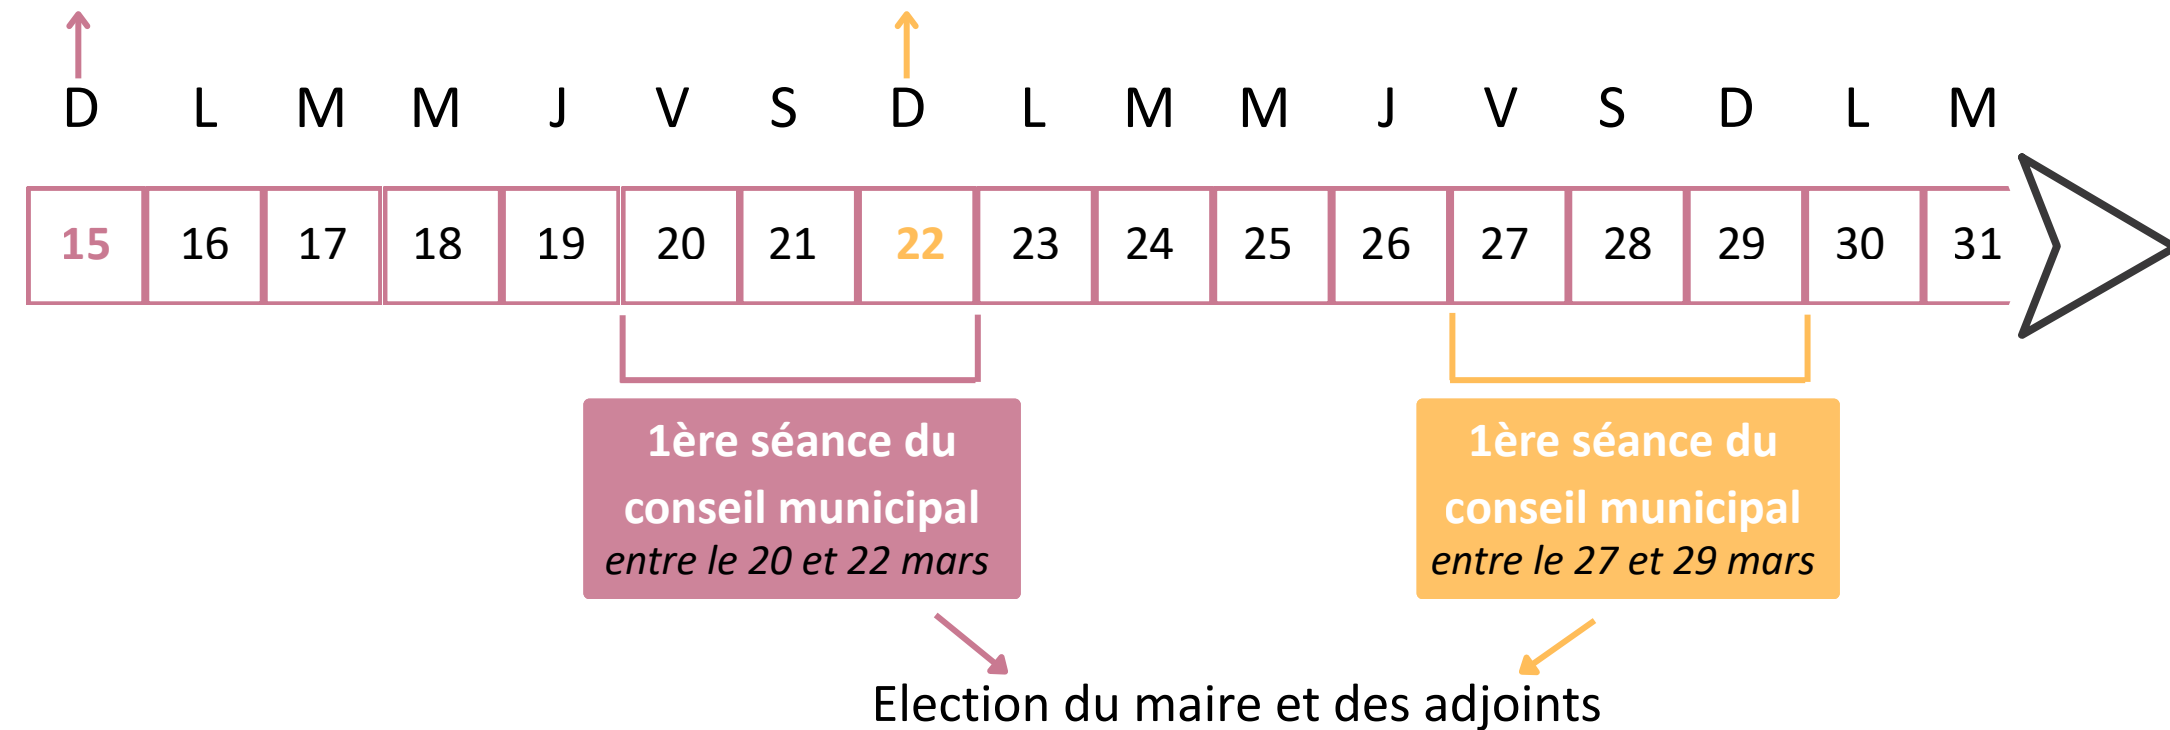 D L M M J V S D L M M J V S D L M
15 16 17 18 19 20 21 22 23 24 25 26 27 28 29 30 31
1ère séance du
conseil municipal
entre le 20 et 22 mars
1ère séance du
conseil municipal
entre le 27 et 29 mars
Election du maire et des adjoints